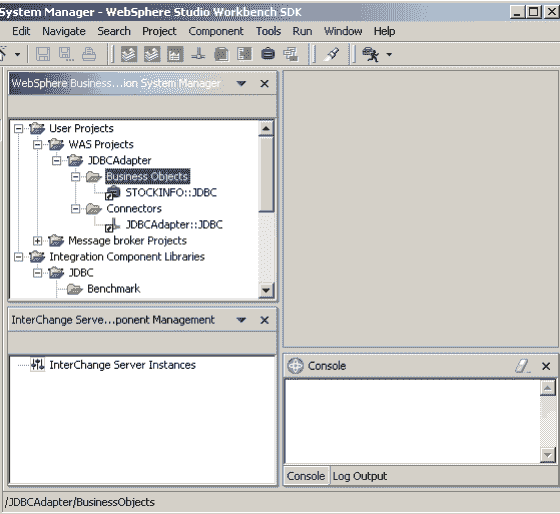 System Manager - WebSphere Studio Workbench SDK
Edit Navigate Search Project Component Tools Run Window Help
WebSphere Business...ion System Manager
User Projects
WAS Projects
JDBCAdapter
Business Objects
STOCKINFO::JDBC
Connectors
JDBCAdapter::JDBC
Message broker Projects
Integration Component Libraries
JDBC
Benchmark
InterChange Serve...ponent Management
InterChange Server Instances
Console
Console Log Output
/JDBCAdapter/BusinessObjects